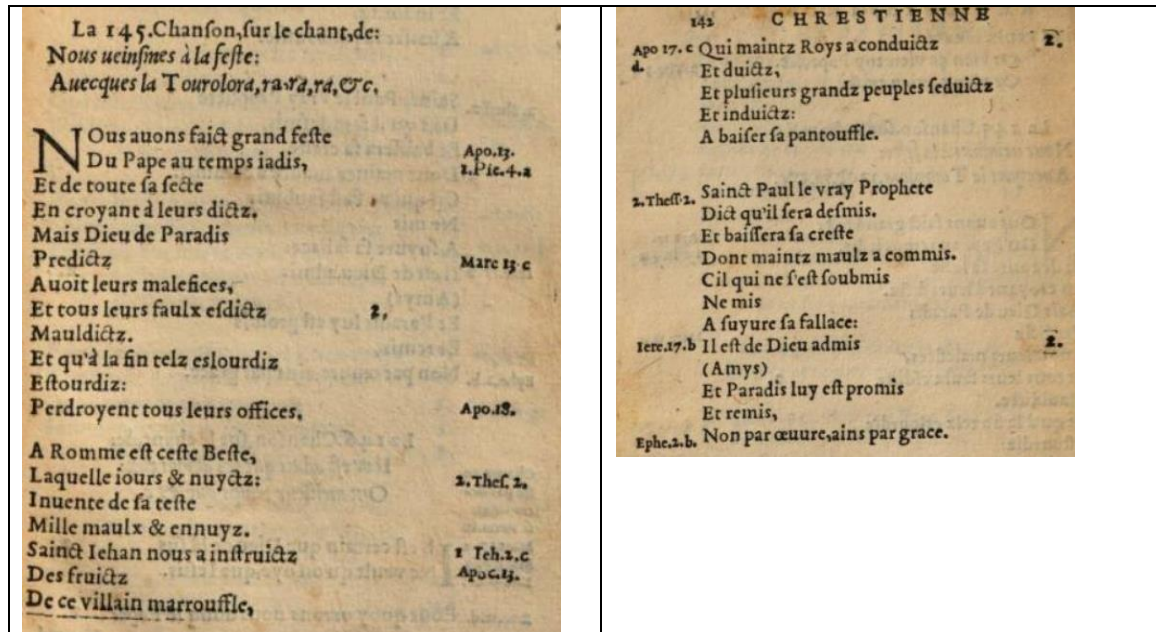 La 145.Chanſon,ſur le chant,de:
Nous ueinſmes à la feſte:
Auecques la Tourolora,ra-ra,ra,&c.
NOus auons faict grand feſte
Du Pape au temps iadis, Apo.13.
Et de toute ſa ſecte 2.Pie.4.a
En croyant à leurs dictz.
Mais Dieu de Paradis
Predictz Marc 13 c
Auoit leurs malefices,
Et tous leurs faulx eſdictz 2,
Mauldictz.
Et qu'à la fin telz eslourdiz
Eſtourdiz:
Perdroyent tous leurs offices, Apo.18.
A Romme eſt ceſte Beſte,
Laquelle iours & nuyctz: 2.Theſ. 2.
Inuente de ſa teſte
Mille maulx & ennuyz.
Sainct Iehan nous a inſtruictz 1 Ieh.2.c
Des fruictz Apoc.13.
De ce villain marrouffle,
142 CHRESTIENNE
Apo 17. c Qui maintz Roys a conduictz 2.
d. Et duictz,
Et pluſieurs grandz peuples ſeduictz
Et induictz:
A baiſer ſa pantouffle.
2.Theſſ.2. Sainct Paul le vray Prophete
Dict qu'il ſera deſmis.
Et baiſſera ſa creſte
Dont maintz maulz a commis.
Cil qui ne ſ'eſt ſoubmis
Ne mis
A ſuyure ſa fallace:
Iere.17.b Il eſt de Dieu admis 2.
(Amys)
Et Paradis luy eſt promis
Et remis,
Ephe.2.b. Non par œuure,ains par grace.